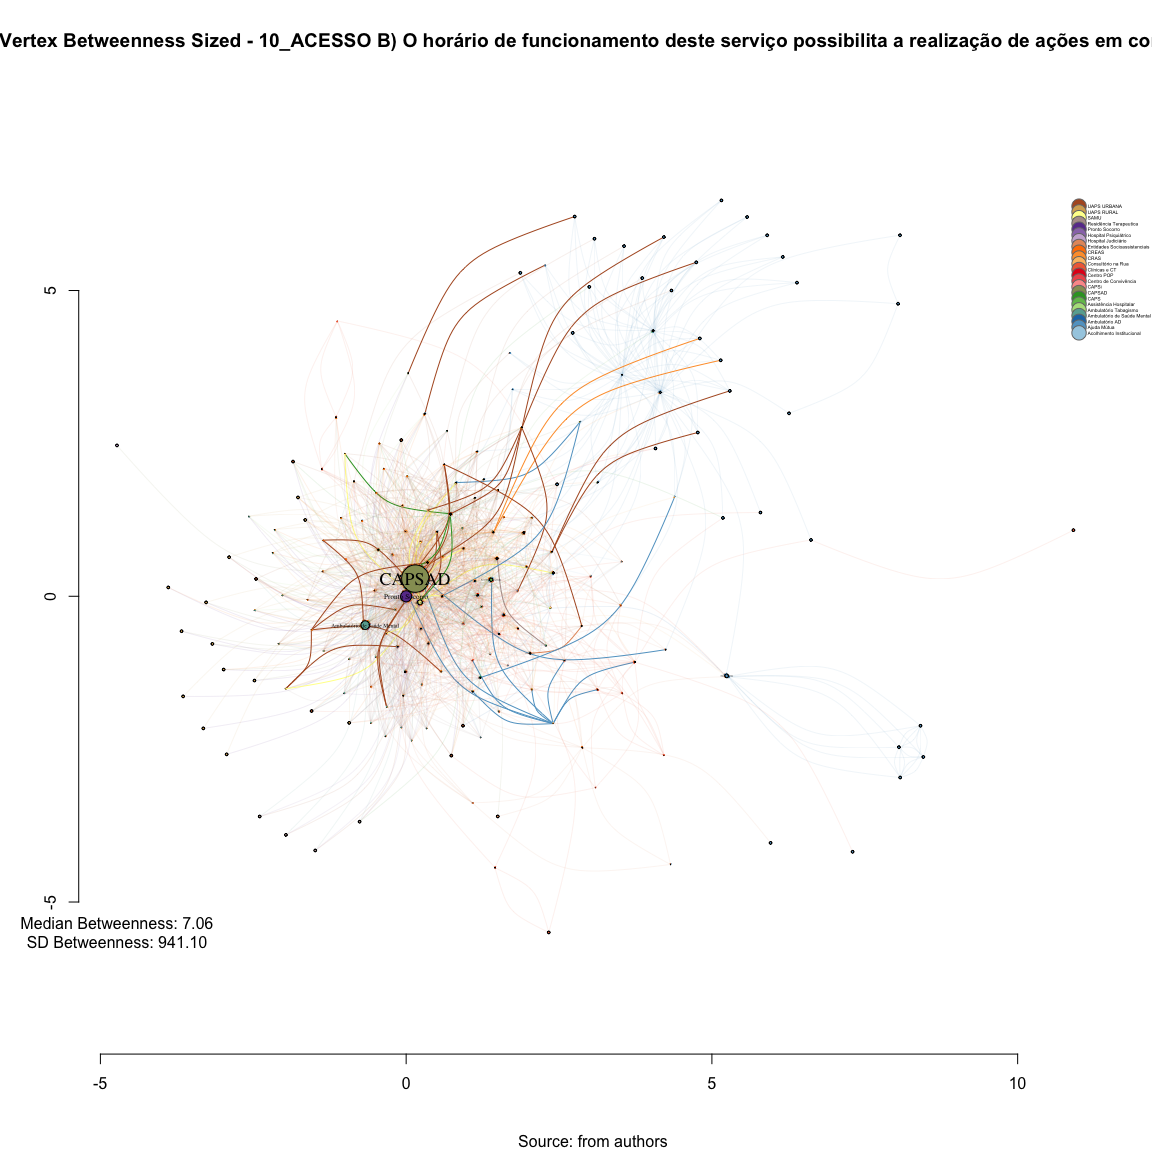 Vertex Betweenness Sized - 10_ACESSO B) O horário de funcionamento deste serviço possibilita a realização de ações em co
UAPS URBANA
UAPS RURAL
SAMU
Residência Terapeutica
Pronto Socorro
Hospital Psiquiátrico
Hospital Judiciário
Entidades Socioassistenciais
CREAS
CRAS
Consultório na Rua
Clínicas e CT
Centro POP
Centro de Convivência
CAPSi
CAPSAD
CAPS
Assistência Hospitalar
Ambulatório Tabagismo
Ambulatório de Saúde Mental
Ambulatório AD
Ajuda Mútua
Acolhimento Institucional
5
0
-5
CAPSAD
Pronto Socorro
Ambulatório de Saúde Mental
Median Betweenness: 7.06
SD Betweenness: 941.10
-5
0
5
10
Source: from authors